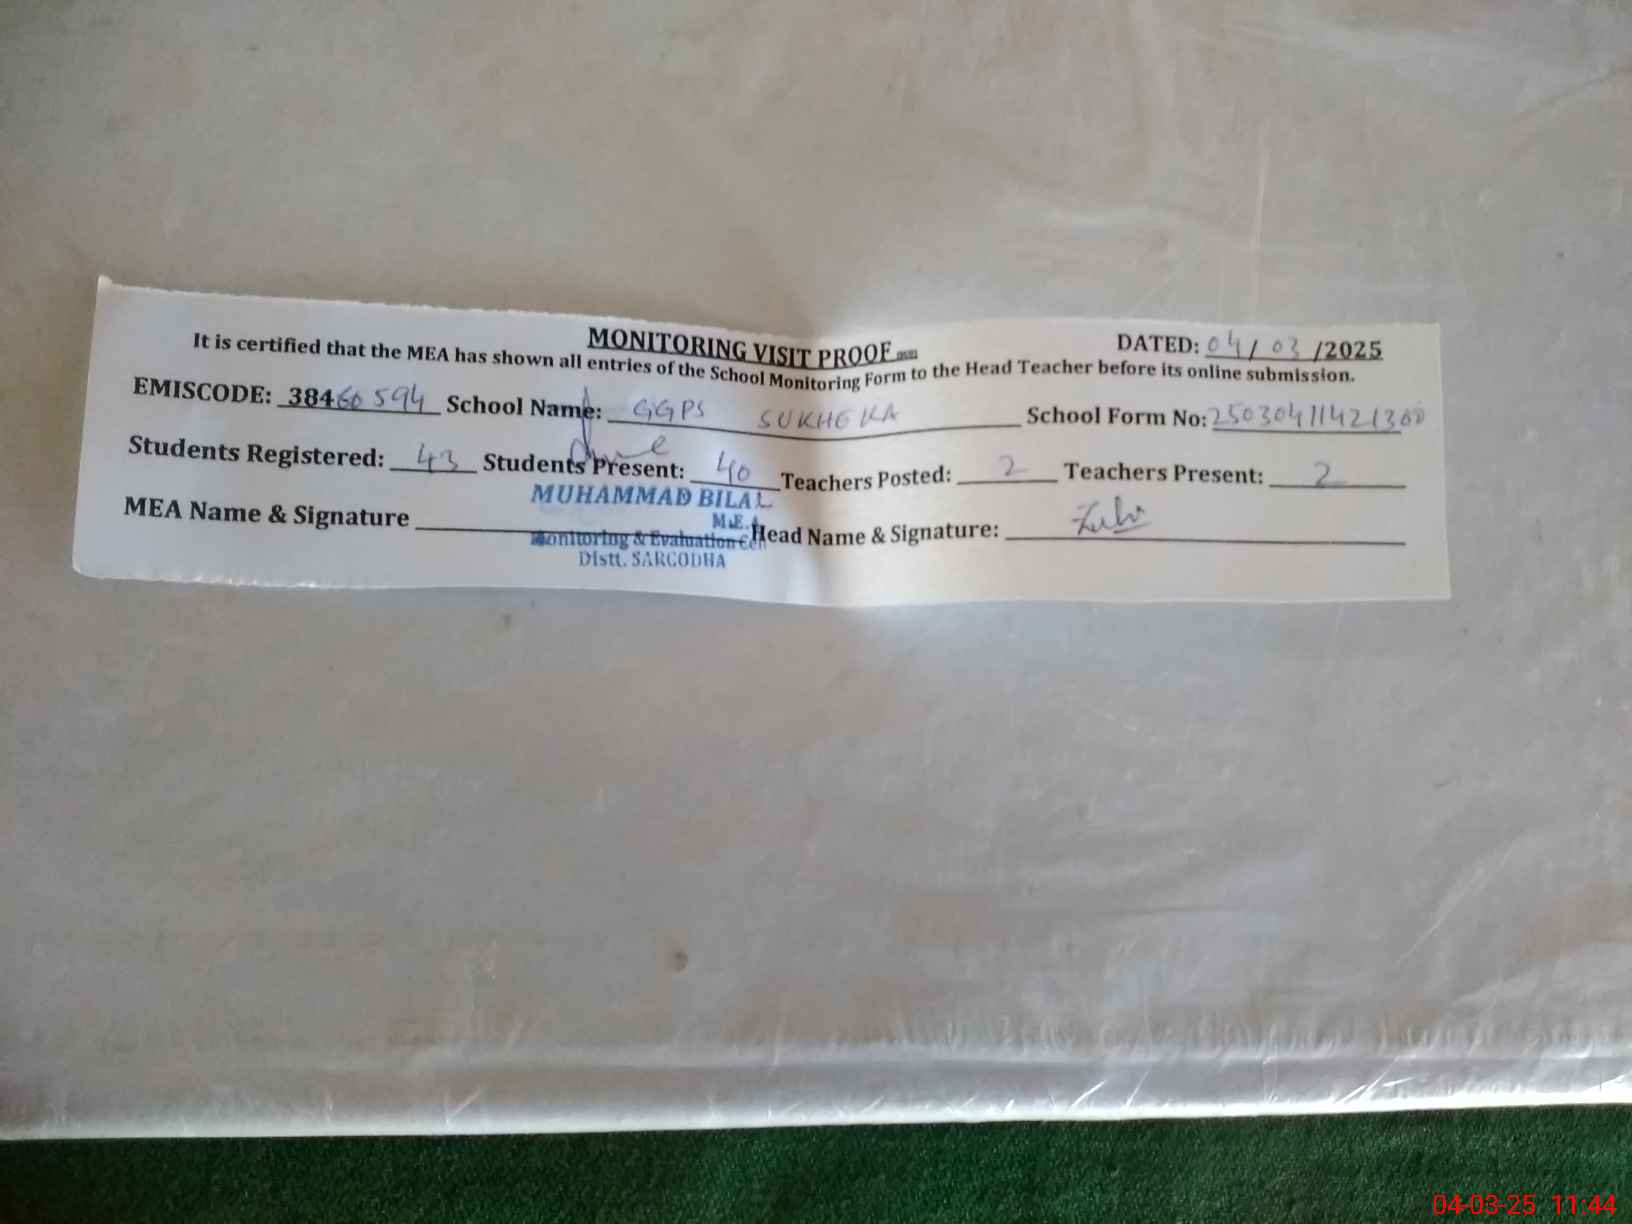 MONITORING VISIT PROOF
DATED: 04/03/2025
It is certified that the MEA has shown all entries of the School Monitoring Form to the Head Teacher before its online submission.
EMISCODE: 38460594 School Name: GGPS SUKHEKA School Form No:
Students Registered: 43 Students Present: 40 Teachers Posted: 2 Teachers Present: 2
MEA Name & Signature Head Name & Signature:
MUHAMMAD BILAL
M.E.A
Monitoring & Evaluation Cen
Distt. SARGODHA
04-03-25 11:44